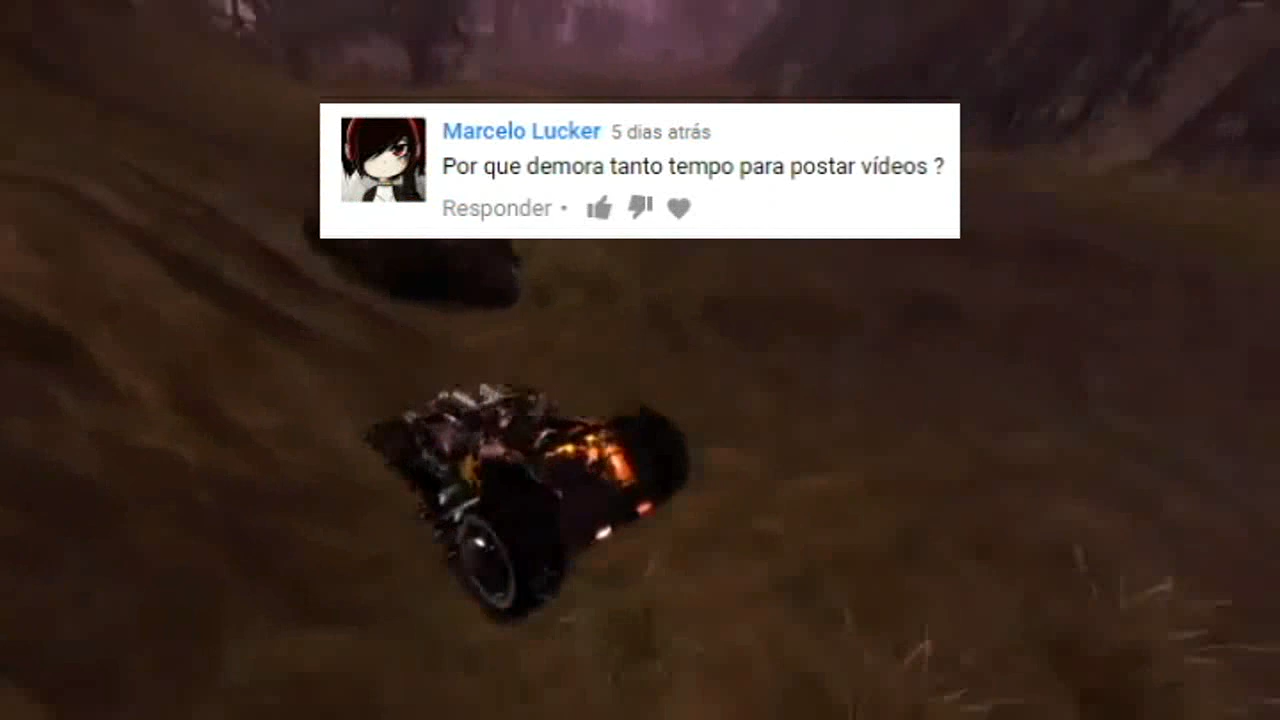 Marcelo Lucker 5 dias atrás
Por que demora tanto tempo para postar vídeos ?
Responder •